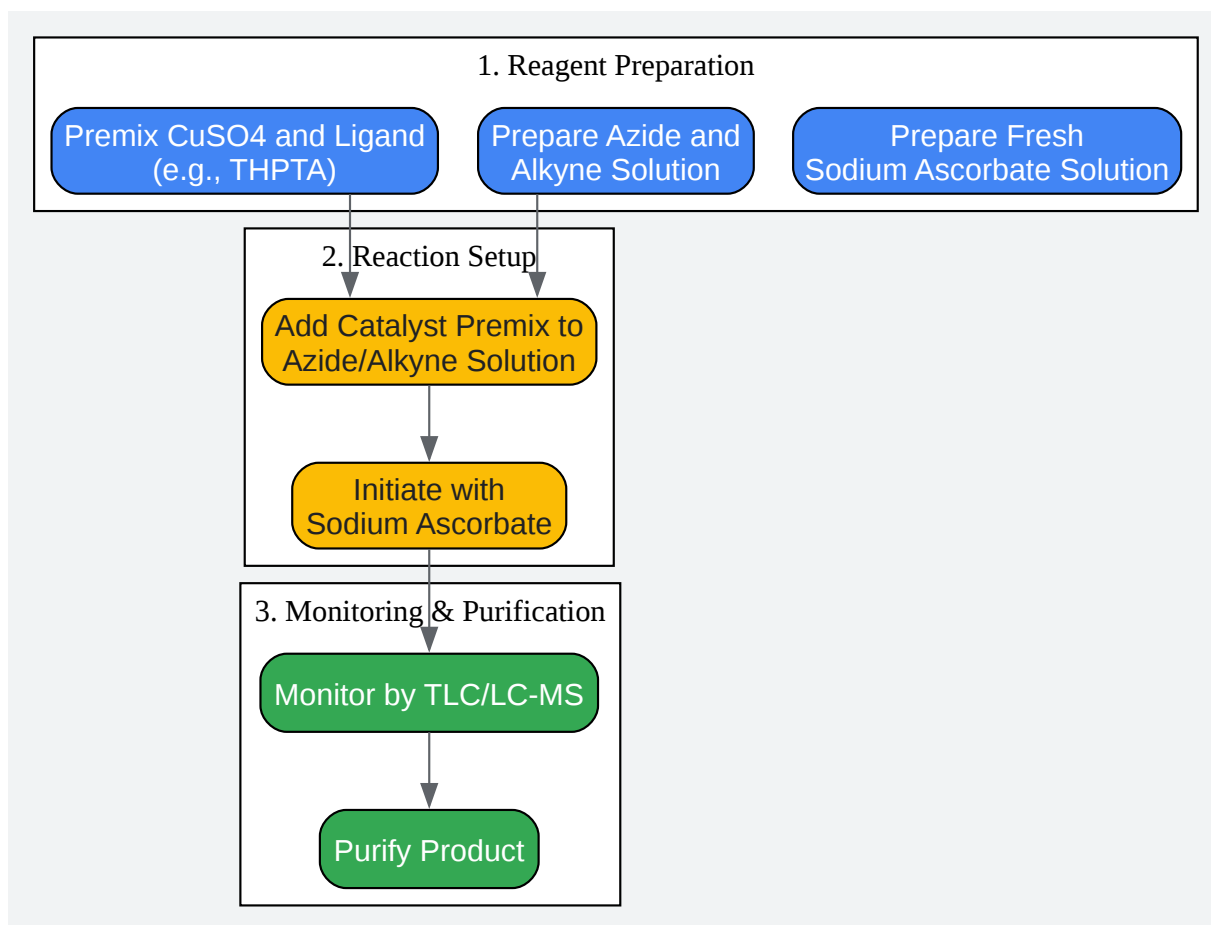 1. Reagent Preparation
Premix CuSO4 and Ligand
(e.g., THPTA)
Prepare Azide and
Alkyne Solution
Prepare Fresh
Sodium Ascorbate Solution
2. Reaction Setup
Add Catalyst Premix to
Azide/Alkyne Solution
Initiate with
Sodium Ascorbate
3. Monitoring & Purification
Monitor by TLC/LC-MS
Purify Product